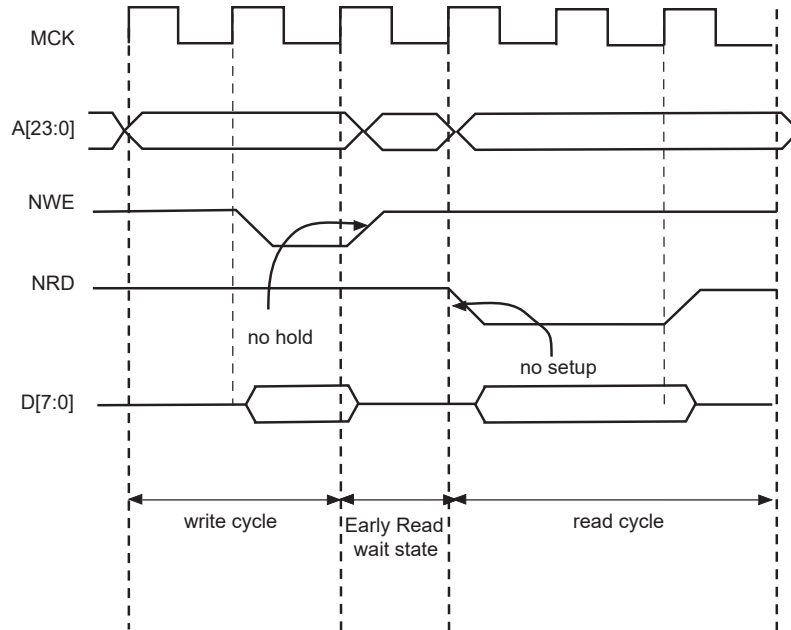 MCK
A[23:0]
NWE
NRD
no hold
no setup
D[7:0]
write cycle
Early Read
wait state
read cycle